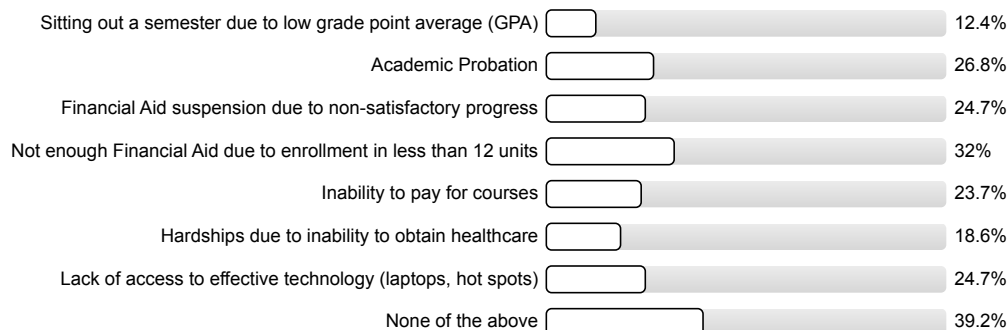 Sitting out a semester due to low grade point average (GPA) 12.4%
Academic Probation 26.8%
Financial Aid suspension due to non-satisfactory progress 24.7%
Not enough Financial Aid due to enrollment in less than 12 units 32%
Inability to pay for courses 23.7%
Hardships due to inability to obtain healthcare 18.6%
Lack of access to effective technology (laptops, hot spots) 24.7%
None of the above 39.2%